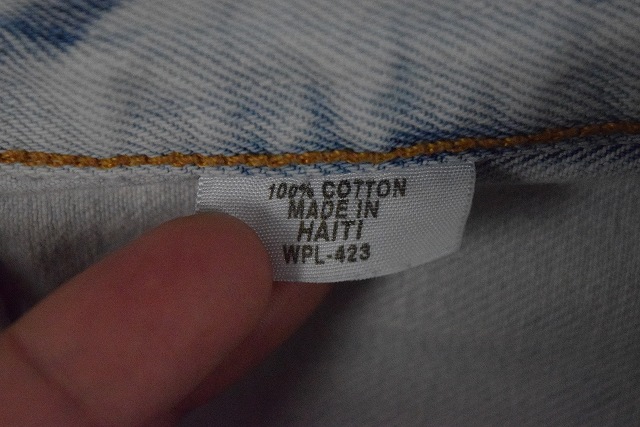 100% COTTON
MADE IN
HAITI
WPL-423